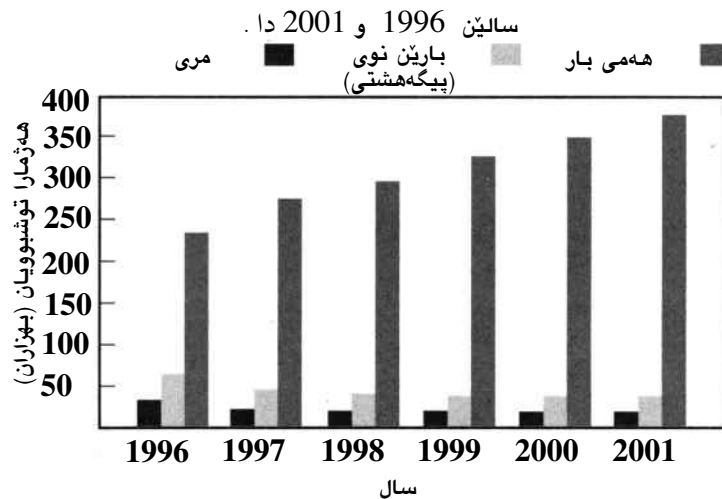 سالێن 1996 و 2001 دا .
هەمی بار
بارێن نوی
(پیگەهشتی)
مری
هەژمارا توشبوویان (بهزاران)
400
350
300
250
200
150
100
50
1996 1997 1998 1999 2000 2001
سال